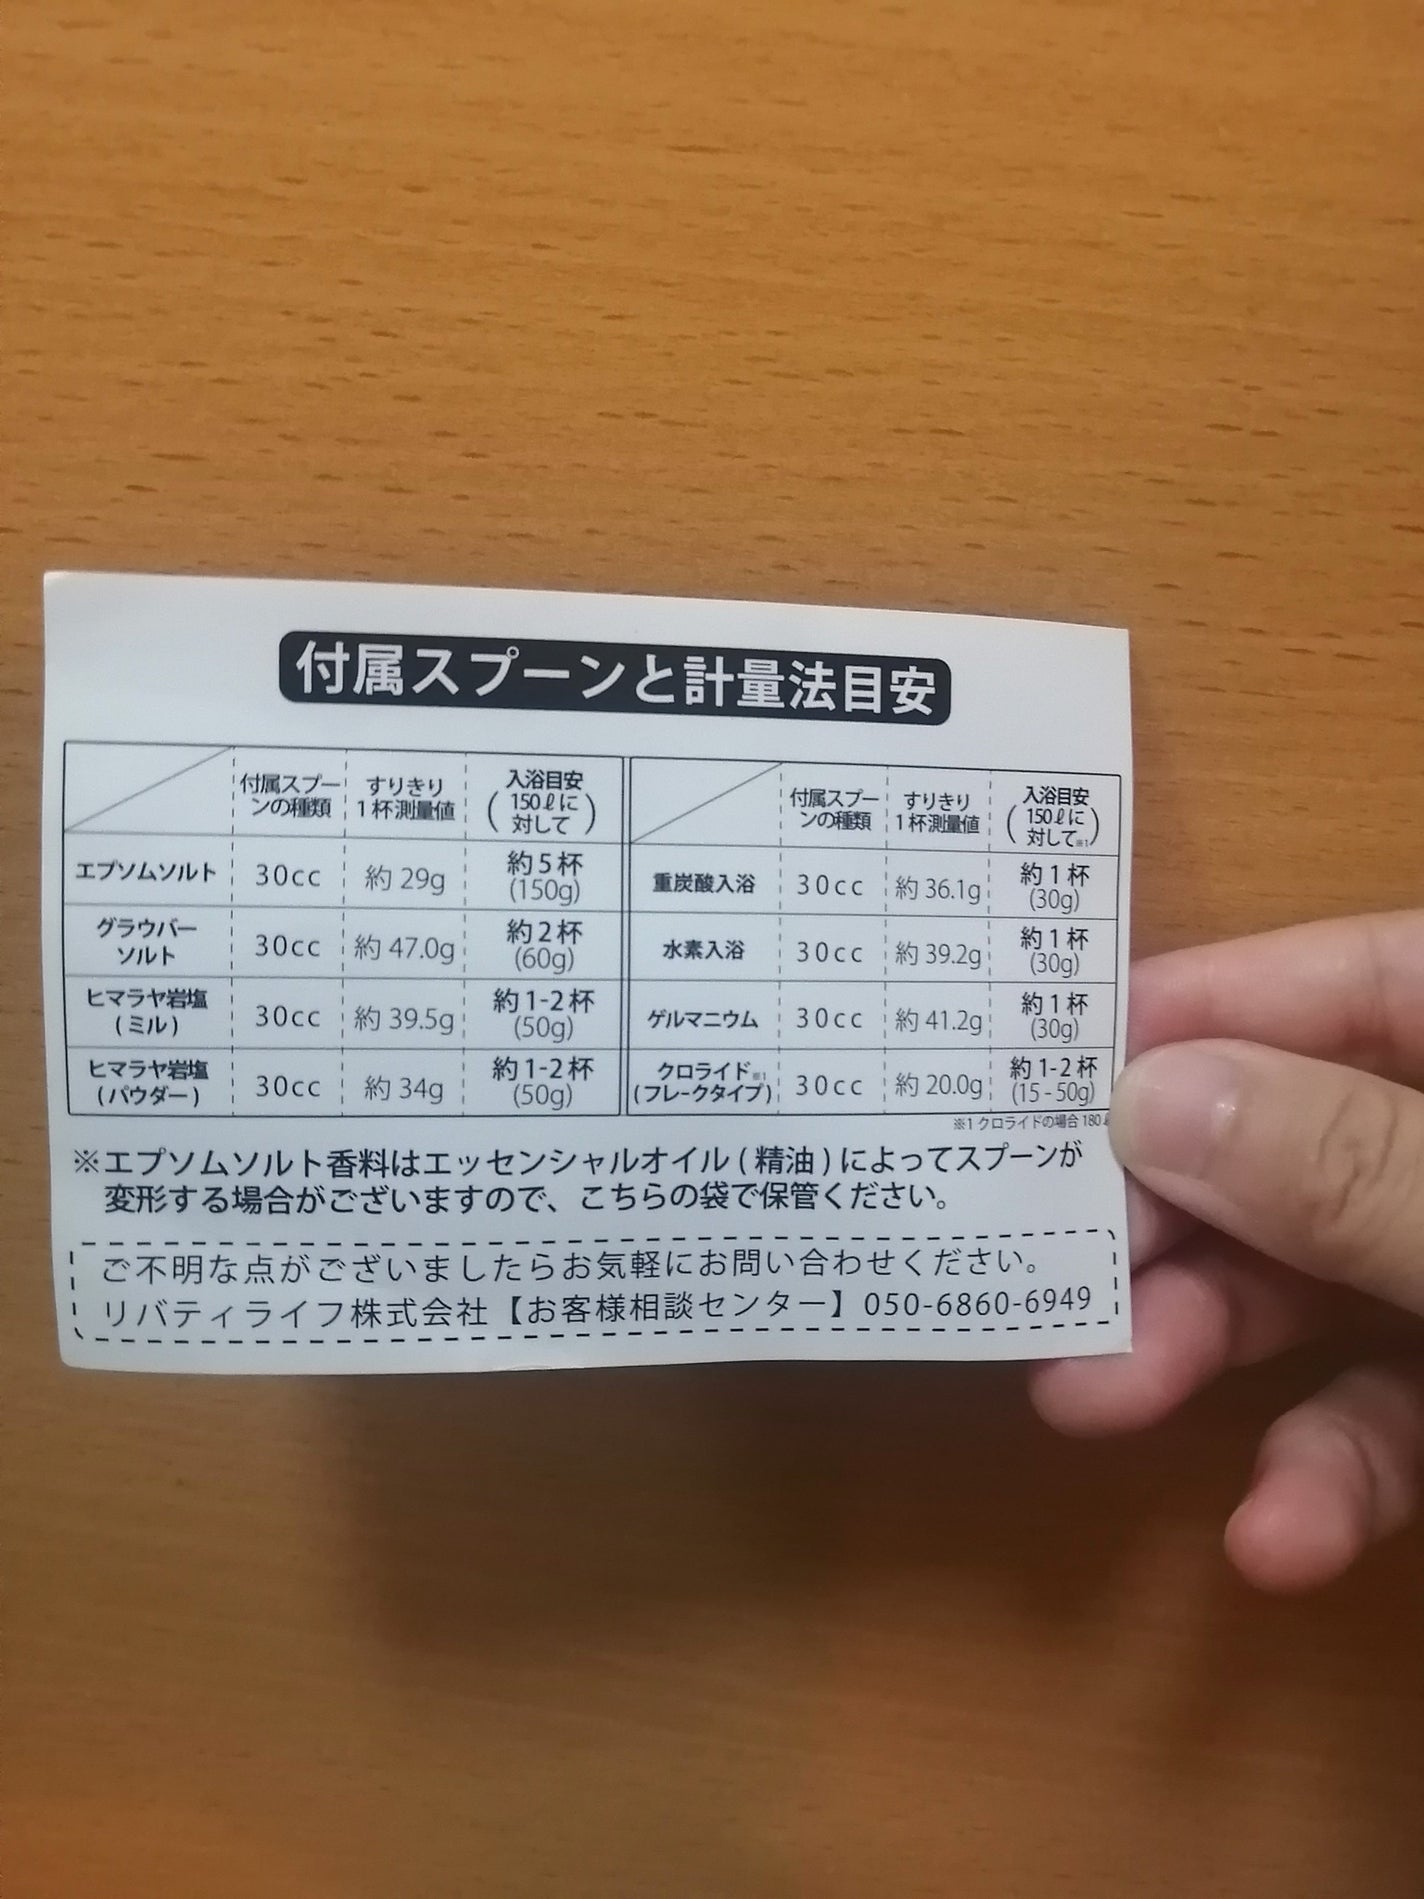 付属スプーンと計量法目安
付属スプー
ンの種類
すりきり
1杯測量値
入浴目安
(150ℓに
対して)
エプソムソルト 30cc 約29g 約5杯
(150g)
グラウバー
ソルト 30cc 約47.0g 約2杯
(60g)
ヒマラヤ岩塩
(ミル) 30cc 約39.5g 約1-2杯
(50g)
ヒマラヤ岩塩
(パウダー) 30cc 約34g 約1-2杯
(50g)
付属スプー
ンの種類
すりきり
1杯測量値
入浴目安
(150ℓに
対して※1)
重炭酸入浴 30cc 約36.1g 約1杯
(30g)
水素入浴 30cc 約39.2g 約1杯
(30g)
ゲルマニウム 30cc 約41.2g 約1杯
(30g)
クロライド※1
(フレークタイプ) 30cc 約20.0g 約1-2杯
(15-50g)
※1 クロライドの場合180ℓ
※エプソムソルト香料はエッセンシャルオイル(精油)によってスプーンが
変形する場合がございますので、こちらの袋で保管ください。
ご不明な点がございましたらお気軽にお問い合わせください。
リバティライフ株式会社【お客様相談センター】050-6860-6949